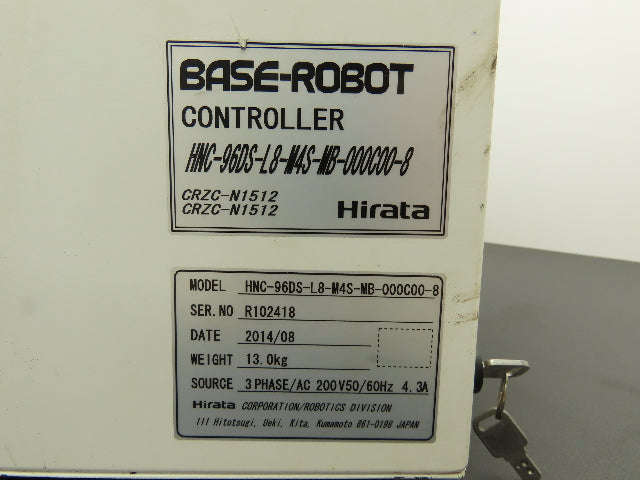 BASE-ROBOT
CONTROLLER
HNC-96DS-L8-M4S-MB-000C00-8
CRZC-N1512
CRZC-N1512
Hirata
MODEL HNC-96DS-L8-M4S-MB-000C00-8
SER.NO R102418
DATE 2014/08
WEIGHT 13.0kg
SOURCE 3 PHASE/AC 200V50/60Hz 4.3A
Hirata CORPORATION/ROBOTICS DIVISION
111 Hitotsugi, Ueki, Kita, Kumamoto 861-0198 JAPAN